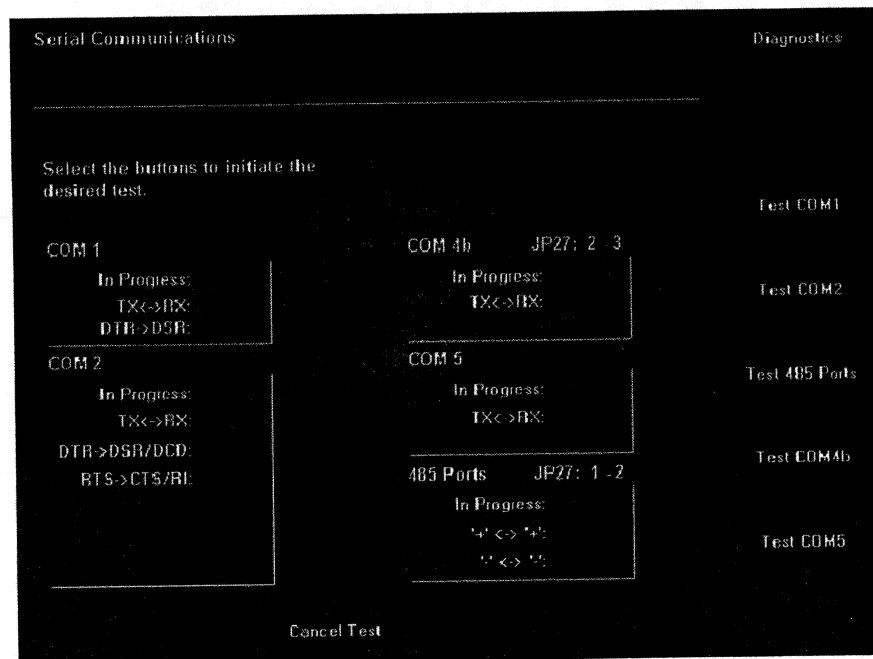 Serial Communications
Diagnostics
Select the buttons to initiate the
desired test.
COM 1
In Progress:
TX<->RX:
DTR->DSR:
COM 2
In Progress:
TX<->RX:
DTR->DSR/DCD:
RTS->CTS/RI:
COM 4b JP27: 2 - 3
In Progress:
TX<->RX:
COM 5
In Progress:
TX<->RX:
485 Ports JP27: 1 - 2
In Progress:
'+' <-> '+':
'-' <-> '-':
Test COM1
Test COM2
Test 485 Ports
Test COM4b
Test COM5
Cancel Test